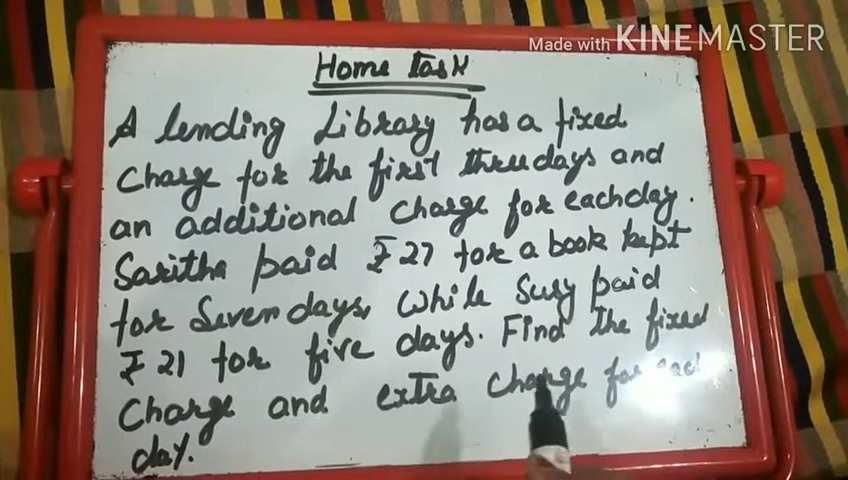 Made with KINEMASTER
Home task
A lending Library has a fixed
charge for the first three days and
an additional charge for each day.
Saritha paid ₹27 for a book kept
for Seven days, while Susy paid
₹21 for five days. Find the fixed
charge and extra charge for each
day.